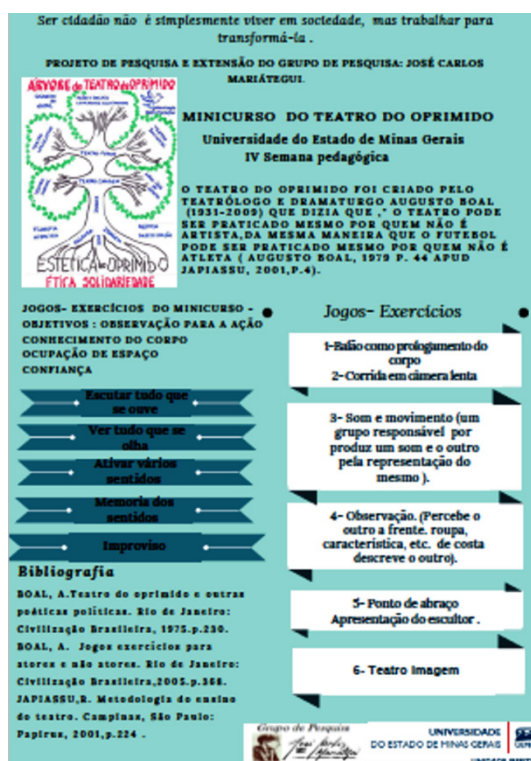 Ser cidadão não é simplesmente viver em sociedade, mas trabalhar para
transformá-la .
PROJETO DE PESQUISA E EXTENSÃO DO GRUPO DE PESQUISA: JOSÉ CARLOS
MARIÁTEGUI.
ÁRVORE do TEATRO do OPRIMIDO
ESTÉTICA do OPRIMIDO
ÉTICA SOLIDARIEDADE
MINICURSO DO TEATRO DO OPRIMIDO
Universidade do Estado de Minas Gerais
IV Semana pedagógica
O TEATRO DO OPRIMIDO FOI CRIADO PELO
TEATRÓLOGO E DRAMATURGO AUGUSTO BOAL
(1931-2009) QUE DIZIA QUE ," O TEATRO PODE
SER PRATICADO MESMO POR QUEM NÃO É
ARTISTA,DA MESMA MANEIRA QUE O FUTEBOL
PODE SER PRATICADO MESMO POR QUEM NÃO É
ATLETA ( AUGUSTO BOAL, 1979 P. 44 APUD
JAPIASSU, 2001,P.4).
JOGOS- EXERCÍCIOS DO MINICURSO -
OBJETIVOS : OBSERVAÇÃO PARA A AÇÃO
CONHECIMENTO DO CORPO
OCUPAÇÃO DE ESPAÇO
CONFIANÇA
Escutar tudo que
se ouve
Ver tudo que se
olha
Ativar vários
sentidos
Memoria dos
sentidos
Improviso
Bibliografia
BOAL, A.Teatro do oprimido e outras
poéticas políticas. Rio de Janeiro:
Civilização Brasileira, 1975.p.230.
BOAL, A. Jogos exercícios para
atores e não atores. Rio de Janeiro:
Civilização Brasileira,2005.p.368.
JAPIASSU,R. Metodologia do ensino
do teatro. Campinas, São Paulo:
Papirus, 2001,p.224 .
Jogos- Exercícios
1-Balão como prologamento do
corpo
2- Corrida em câmera lenta
3- Som e movimento (um
grupo responsável por
produz um som e o outro
pela representação do
mesmo ).
4- Observação. (Percebe o
outro a frente. roupa,
característica, etc. de costa
descreve o outro).
5- Ponto de abraço
Apresentação do escultor .
6- Teatro Imagem
Grupo de Pesquisa
José Carlos
Mariátegui
UNIVERSIDADE
DO ESTADO DE MINAS GERAIS